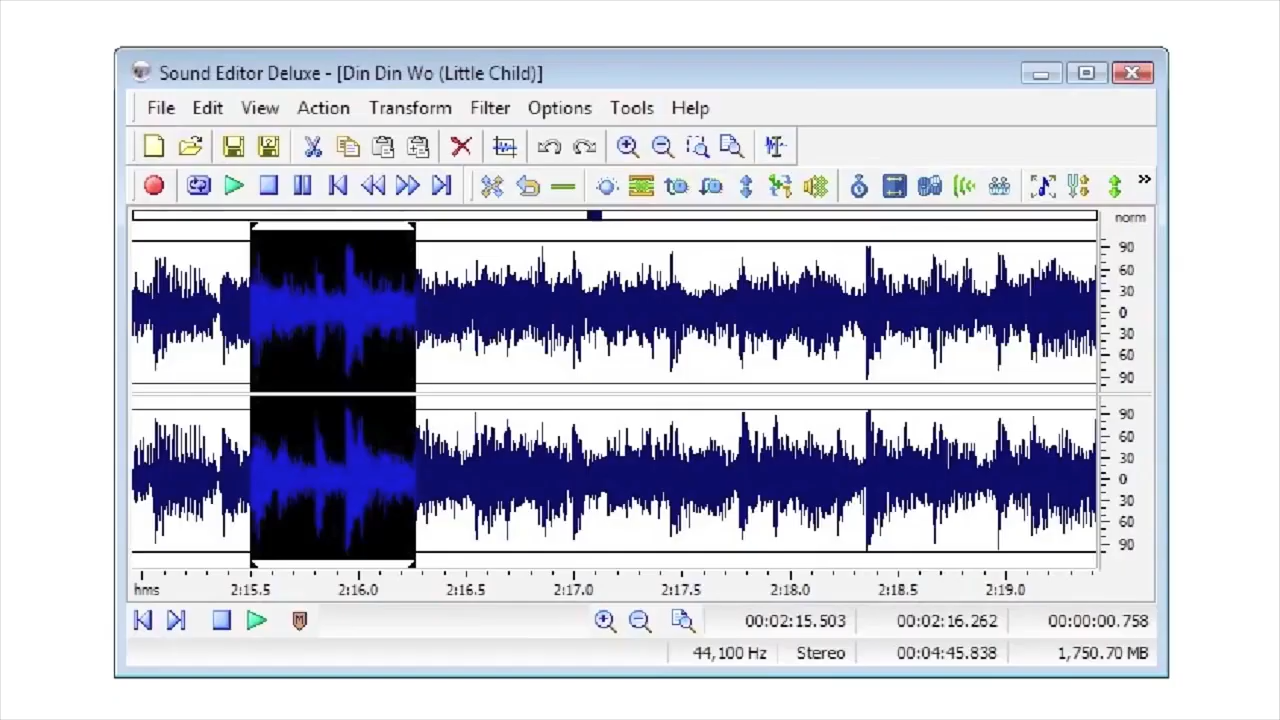 Sound Editor Deluxe - [Din Din Wo (Little Child)]
File Edit View Action Transform Filter Options Tools Help
norm
90
60
30
0
30
60
90
90
60
30
0
30
60
90
hms 2:15.5 2:16.0 2:16.5 2:17.0 2:17.5 2:18.0 2:18.5 2:19.0
M 00:02:15.503 00:02:16.262 00:00:00.758
44,100 Hz Stereo 00:04:45.838 1,750.70 MB